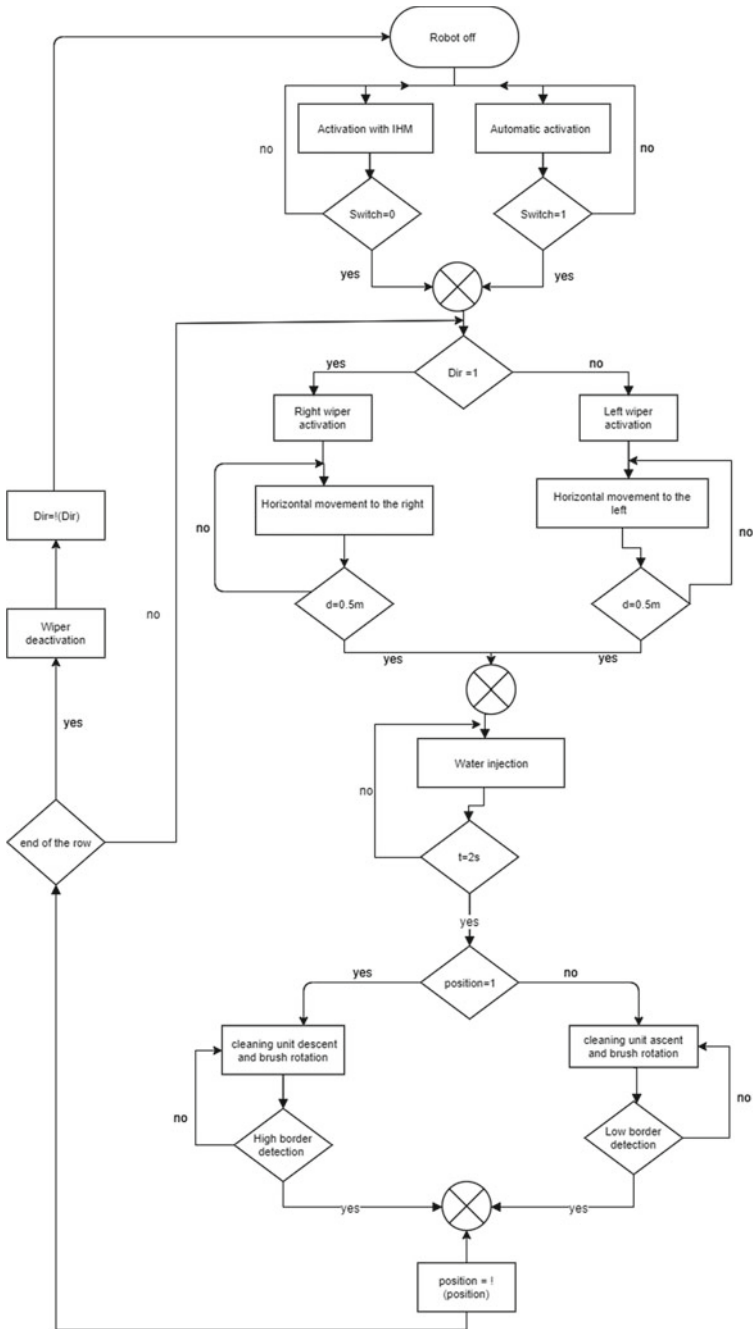 Robot off
Activation with IHM
Automatic activation
no
no
Switch=0
Switch=1
yes
yes
Dir =1
yes
no
Right wiper
activation
Left wiper
activation
Horizontal movement to the right
Horizontal movement to the
left
Dir=!(Dir)
no
no
no
d=0.5m
d=0.5m
Wiper
deactivation
yes
yes
yes
Water injection
no
end of the row
t=2s
yes
position=1
yes
no
cleaning unit descent
and brush rotation
cleaning unit ascent
and brush rotation
no
no
High border
detection
Low border
detection
yes
yes
position = !
(position)